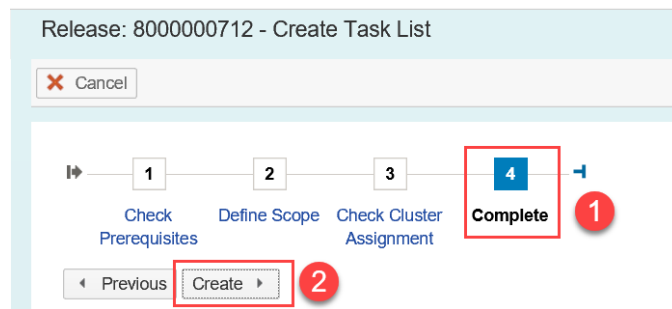 Release: 8000000712 - Create Task List
Cancel
1 2 3 4
Check Define Scope Check Cluster Complete 1
Prerequisites Assignment
Previous Create 2